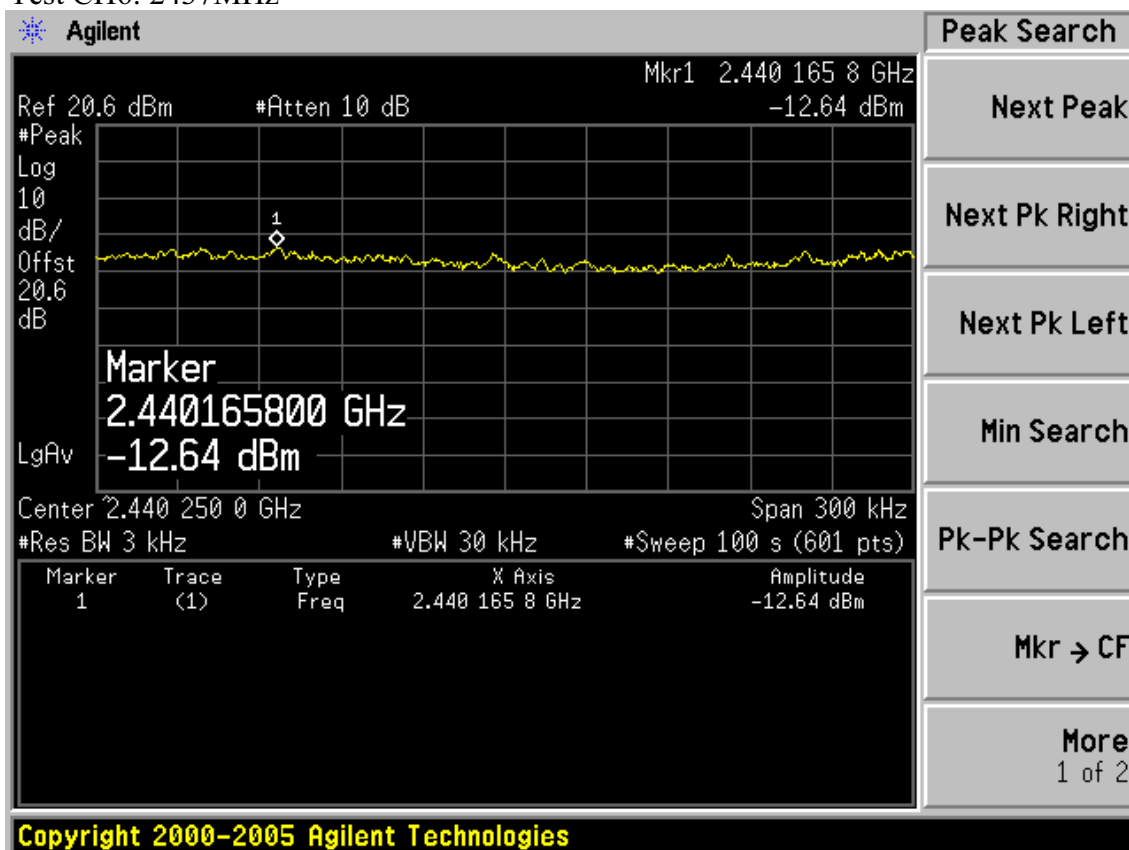 Test CH6: 2437MHz
Agilent
Peak Search
Mkr1 2.440 165 8 GHz
Ref 20.6 dBm #Atten 10 dB -12.64 dBm
#Peak
Log
10
dB/
Offst
20.6
dB
1
Marker
2.440165800 GHz
-12.64 dBm
LgAv
Center 2.440 250 0 GHz Span 300 kHz
#Res BW 3 kHz #VBW 30 kHz #Sweep 100 s (601 pts)
Marker Trace Type X Axis Amplitude
1 (1) Freq 2.440 165 8 GHz -12.64 dBm
Next Peak
Next Pk Right
Next Pk Left
Min Search
Pk-Pk Search
Mkr → CF
More
1 of 2
Copyright 2000-2005 Agilent Technologies